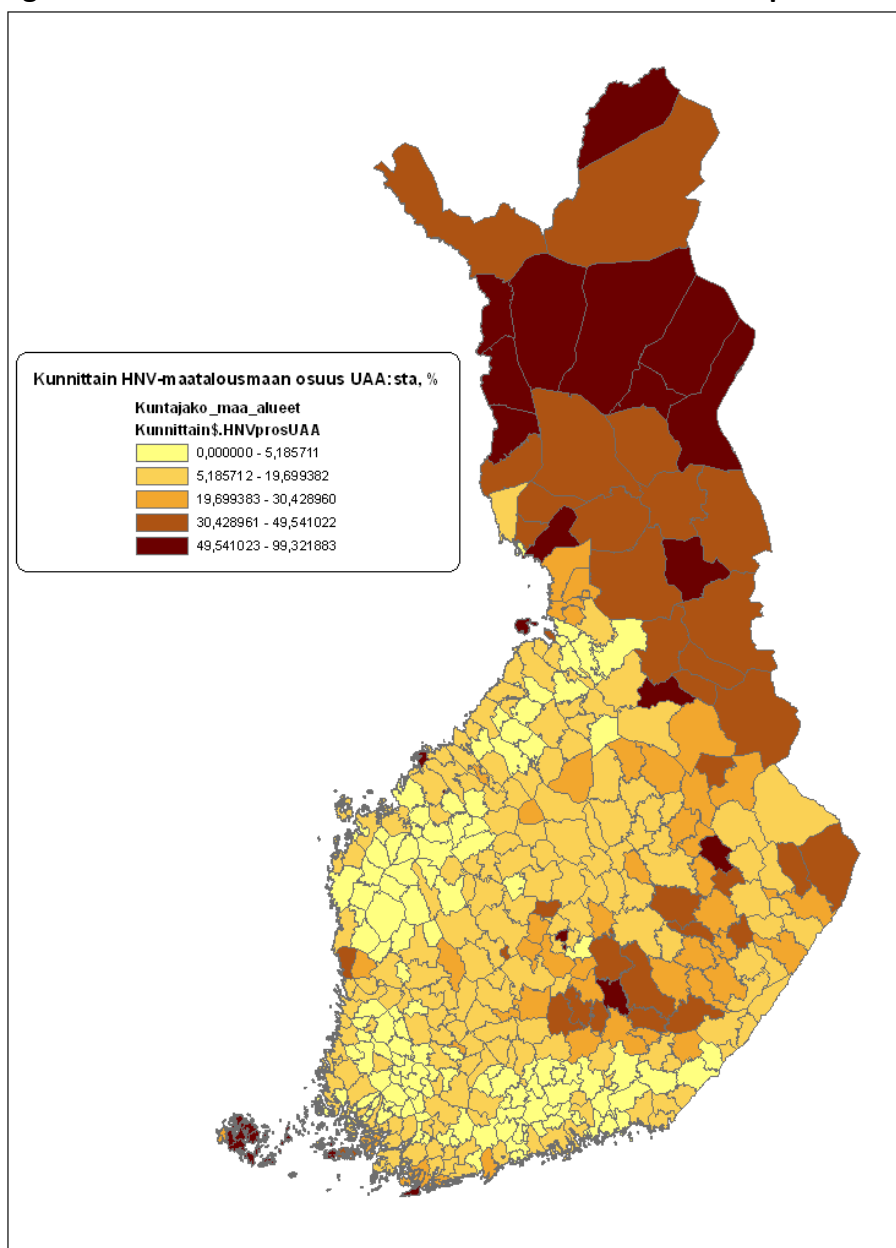 Kunnittain HNV-maatalousmaan osuus UAA:sta, %
Kuntajako_maa_alueet
Kunnittain$.HNVprosUAA
0,000000 - 5,185711
5,185712 - 19,699382
19,699383 - 30,428960
30,428961 - 49,541022
49,541023 - 99,321883